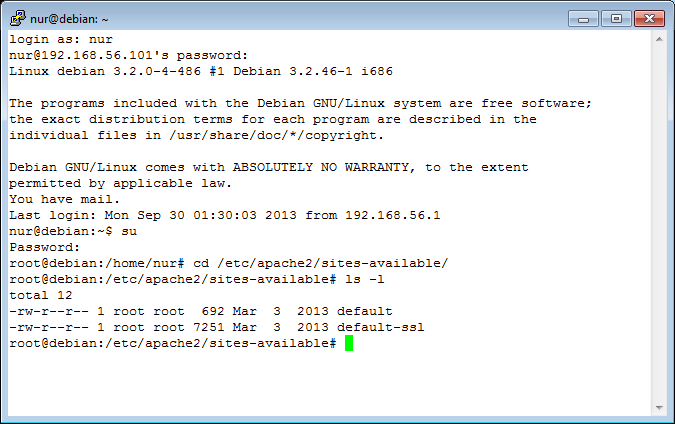 nur@debian: ~
login as: nur
nur@192.168.56.101's password:
Linux debian 3.2.0-4-486 #1 Debian 3.2.46-1 i686
The programs included with the Debian GNU/Linux system are free software;
the exact distribution terms for each program are described in the
individual files in /usr/share/doc/*/copyright.
Debian GNU/Linux comes with ABSOLUTELY NO WARRANTY, to the extent
permitted by applicable law.
You have mail.
Last login: Mon Sep 30 01:30:03 2013 from 192.168.56.1
nur@debian:~$ su
Password:
root@debian:/home/nur# cd /etc/apache2/sites-available/
root@debian:/etc/apache2/sites-available# ls -l
total 12
-rw-r--r-- 1 root root  692 Mar  3  2013 default
-rw-r--r-- 1 root root 7251 Mar  3  2013 default-ssl
root@debian:/etc/apache2/sites-available#